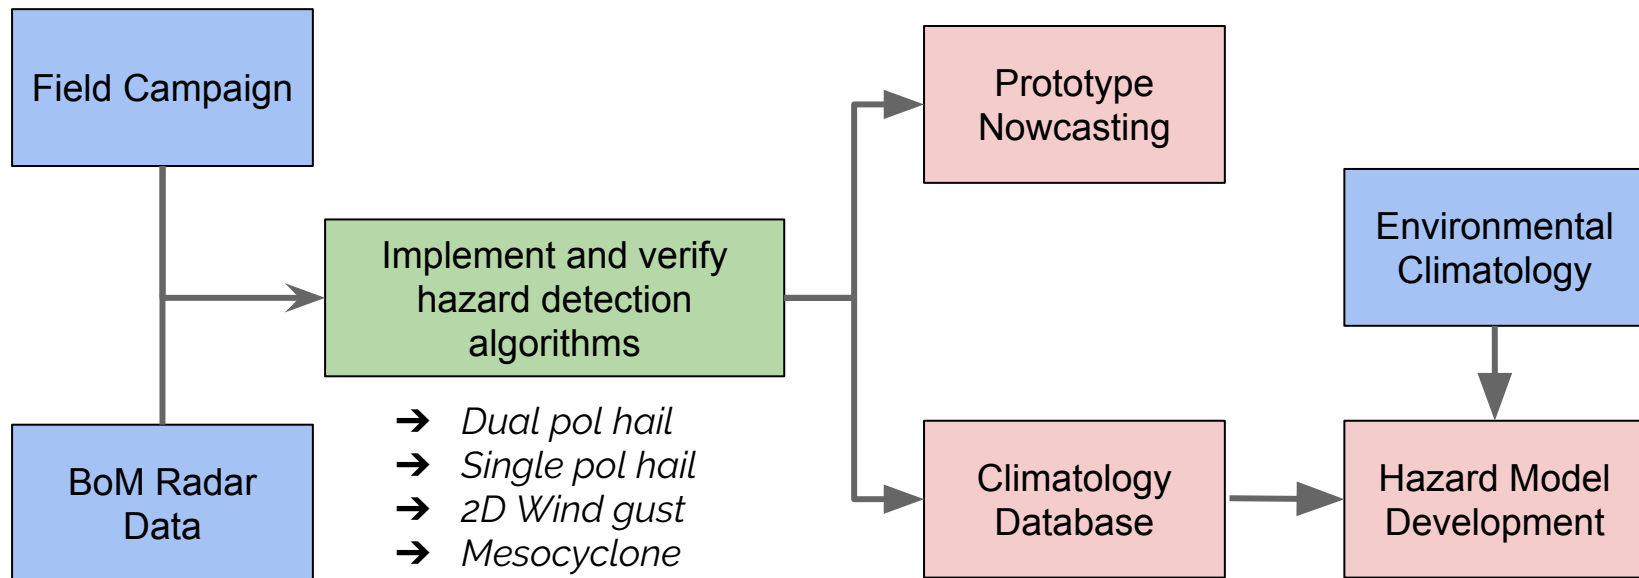 Field Campaign
BoM Radar
Data
Implement and verify
hazard detection
algorithms
➔ Dual pol hail
➔ Single pol hail
➔ 2D Wind gust
➔ Mesocyclone
Prototype
Nowcasting
Climatology
Database
Environmental
Climatology
Hazard Model
Development